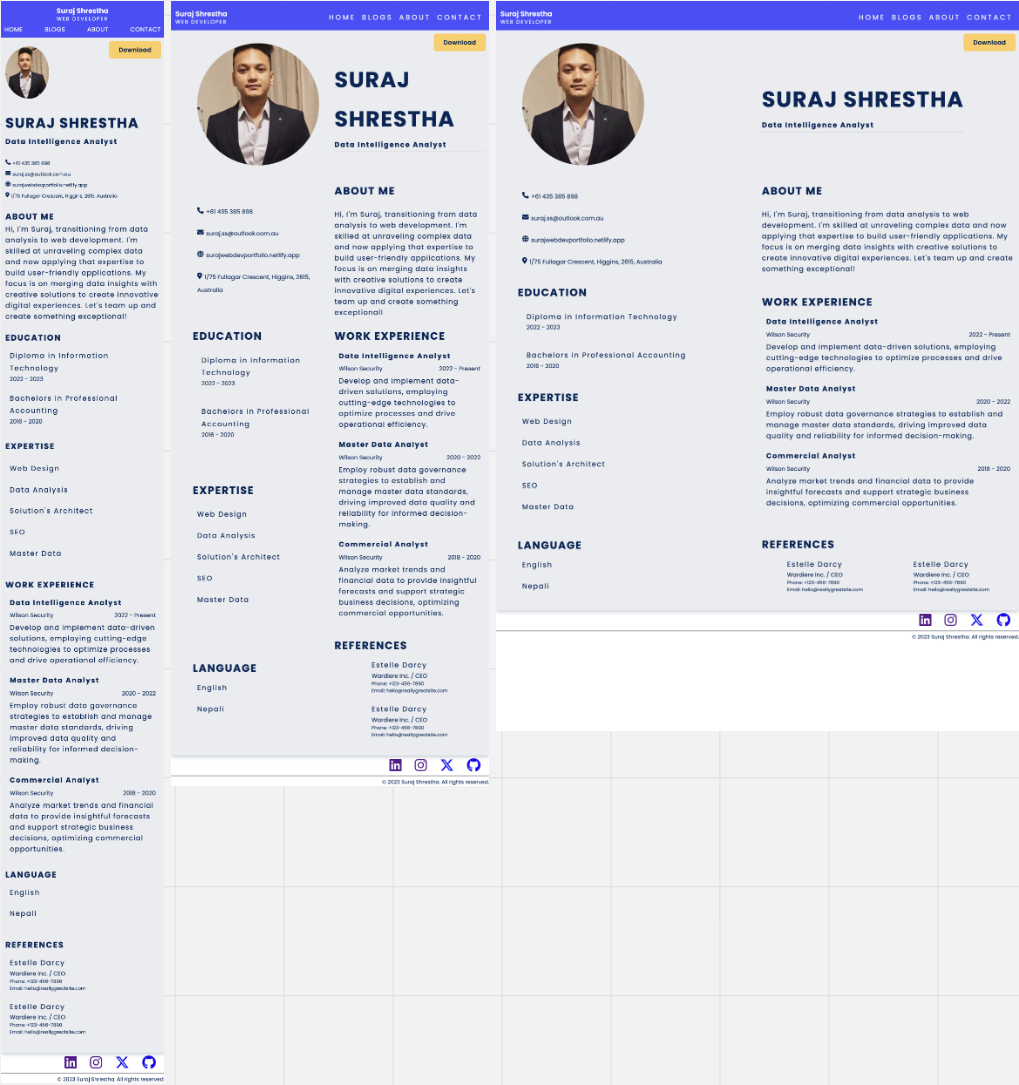 Suraj Shrestha
WEB DEVELOPER
HOME BLOGS ABOUT CONTACT
Download
SURAJ SHRESTHA
Data Intelligence Analyst
+61 435 385 898
suraj.ss@outlook.com.au
surajwebdevportfolio.netlify.app
1/75 Fullagar Crescent, Higgins, 2615, Australia
ABOUT ME
Hi, I'm Suraj, transitioning from data
analysis to web development. I'm
skilled at unraveling complex data
and now applying that expertise to
build user-friendly applications. My
focus is on merging data insights with
creative solutions to create innovative
digital experiences. Let's team up and
create something exceptional!
EDUCATION
Diploma in Information
Technology
2022 - 2023
Bachelors in Professional
Accounting
2016 - 2020
EXPERTISE
Web Design
Data Analysis
Solution's Architect
SEO
Master Data
WORK EXPERIENCE
Data Intelligence Analyst
Wilson Security 2022 - Present
Develop and implement data-driven
solutions, employing cutting-edge
technologies to optimize processes
and drive operational efficiency.
Master Data Analyst
Wilson Security 2020 - 2022
Employ robust data governance
strategies to establish and manage
master data standards, driving
improved data quality and
reliability for informed decision-
making.
Commercial Analyst
Wilson Security 2018 - 2020
Analyze market trends and financial
data to provide insightful forecasts
and support strategic business
decisions, optimizing commercial
opportunities.
LANGUAGE
English
Nepali
REFERENCES
Estelle Darcy
Wardiere Inc. / CEO
Phone: +123-456-7890
Email: hello@reallygreatsite.com
Estelle Darcy
Wardiere Inc. / CEO
Phone: +123-456-7890
Email: hello@reallygreatsite.com
© 2023 Suraj Shrestha. All rights reserved.
Suraj Shrestha
WEB DEVELOPER
HOME BLOGS ABOUT CONTACT
Download
SURAJ
SHRESTHA
Data Intelligence Analyst
+61 435 385 898
suraj.ss@outlook.com.au
surajwebdevportfolio.netlify.app
1/75 Fullagar Crescent, Higgins, 2615,
Australia
EDUCATION
Diploma in Information
Technology
2022 - 2023
Bachelors in Professional
Accounting
2016 - 2020
EXPERTISE
Web Design
Data Analysis
Solution's Architect
SEO
Master Data
LANGUAGE
English
Nepali
ABOUT ME
Hi, I'm Suraj, transitioning from data
analysis to web development. I'm
skilled at unraveling complex data
and now applying that expertise to
build user-friendly applications. My
focus is on merging data insights
with creative solutions to create
innovative digital experiences. Let's
team up and create something
exceptional!
WORK EXPERIENCE
Data Intelligence Analyst
Wilson Security 2022 - Present
Develop and implement data-
driven solutions, employing
cutting-edge technologies to
optimize processes and drive
operational efficiency.
Master Data Analyst
Wilson Security 2020 - 2022
Employ robust data governance
strategies to establish and
manage master data standards,
driving improved data quality and
reliability for informed decision-
making.
Commercial Analyst
Wilson Security 2018 - 2020
Analyze market trends and
financial data to provide insightful
forecasts and support strategic
business decisions, optimizing
commercial opportunities.
REFERENCES
Estelle Darcy
Wardiere Inc. / CEO
Phone: +123-456-7890
Email: hello@reallygreatsite.com
Estelle Darcy
Wardiere Inc. / CEO
Phone: +123-456-7890
Email: hello@reallygreatsite.com
© 2023 Suraj Shrestha. All rights reserved.
Suraj Shrestha
WEB DEVELOPER
HOME BLOGS ABOUT CONTACT
Download
SURAJ SHRESTHA
Data Intelligence Analyst
+61 435 385 898
suraj.ss@outlook.com.au
surajwebdevportfolio.netlify.app
1/75 Fullagar Crescent, Higgins, 2615, Australia
EDUCATION
Diploma in Information Technology
2022 - 2023
Bachelors in Professional Accounting
2016 - 2020
EXPERTISE
Web Design
Data Analysis
Solution's Architect
SEO
Master Data
LANGUAGE
English
Nepali
ABOUT ME
Hi, I'm Suraj, transitioning from data analysis to web
development. I'm skilled at unraveling complex data and now
applying that expertise to build user-friendly applications. My
focus is on merging data insights with creative solutions to
create innovative digital experiences. Let's team up and create
something exceptional!
WORK EXPERIENCE
Data Intelligence Analyst
Wilson Security 2022 - Present
Develop and implement data-driven solutions, employing
cutting-edge technologies to optimize processes and drive
operational efficiency.
Master Data Analyst
Wilson Security 2020 - 2022
Employ robust data governance strategies to establish and
manage master data standards, driving improved data
quality and reliability for informed decision-making.
Commercial Analyst
Wilson Security 2018 - 2020
Analyze market trends and financial data to provide
insightful forecasts and support strategic business
decisions, optimizing commercial opportunities.
REFERENCES
Estelle Darcy
Wardiere Inc. / CEO
Phone: +123-456-7890
Email: hello@reallygreatsite.com
Estelle Darcy
Wardiere Inc. / CEO
Phone: +123-456-7890
Email: hello@reallygreatsite.com
© 2023 Suraj Shrestha. All rights reserved.